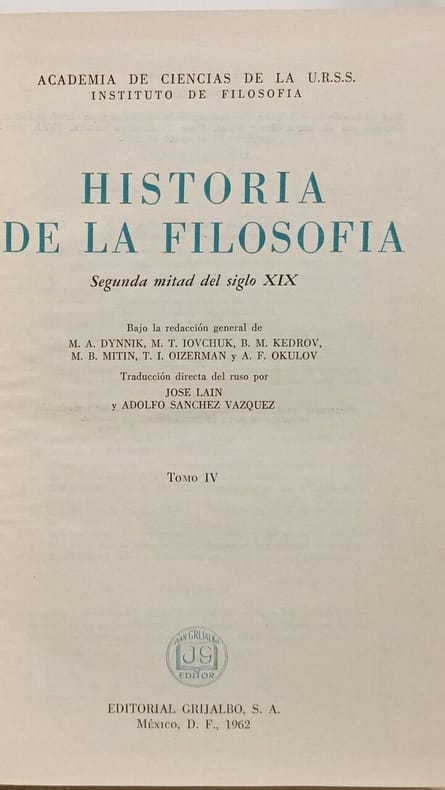 ACADEMIA DE CIENCIAS DE LA U.R.S.S.
INSTITUTO DE FILOSOFIA
HISTORIA
DE LA FILOSOFIA
Segunda mitad del siglo XIX
Bajo la redacción general de
M. A. DYNNIK, M. T. IOVCHUK, B. M. KEDROV,
M. B. MITIN, T. I. OIZERMAN y A. F. OKULOV
Traducción directa del ruso por
JOSE LAIN
y ADOLFO SANCHEZ VAZQUEZ
TOMO IV
JUAN GRIJALBO
JG
EDITOR
EDITORIAL GRIJALBO, S. A.
MÉXICO, D. F., 1962